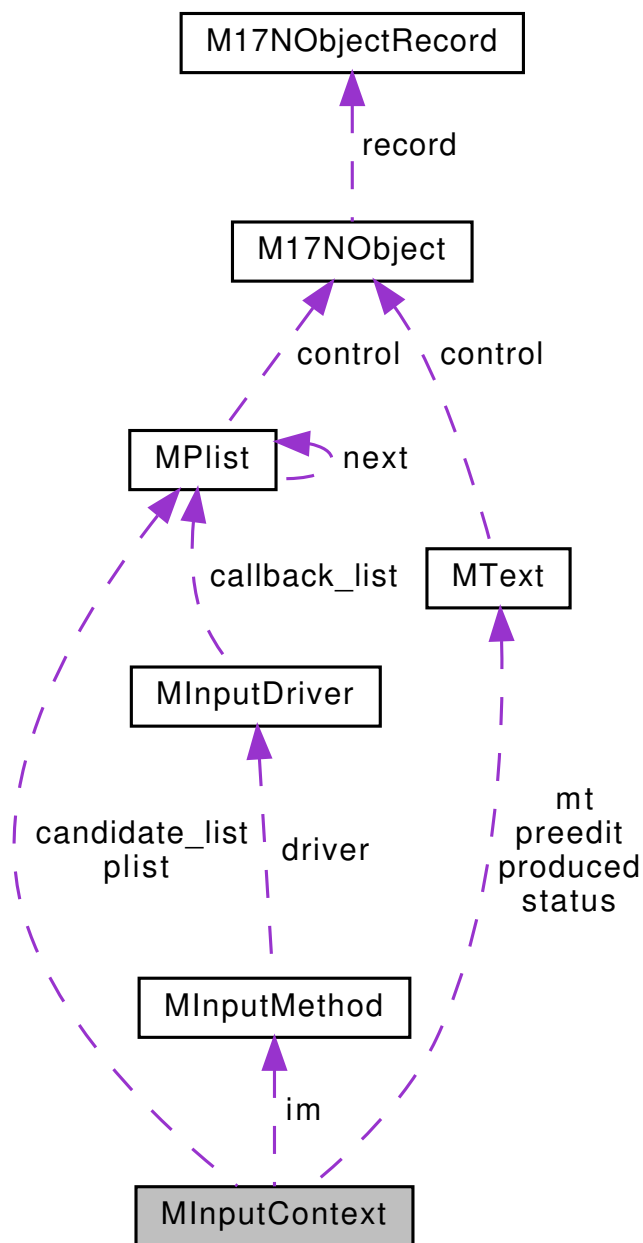 M17NObjectRecord
record
M17NObject
control
control
MPlist
next
callback_list
MText
MInputDriver
candidate_list
plist
driver
mt
preedit
produced
status
MInputMethod
im
MInputContext